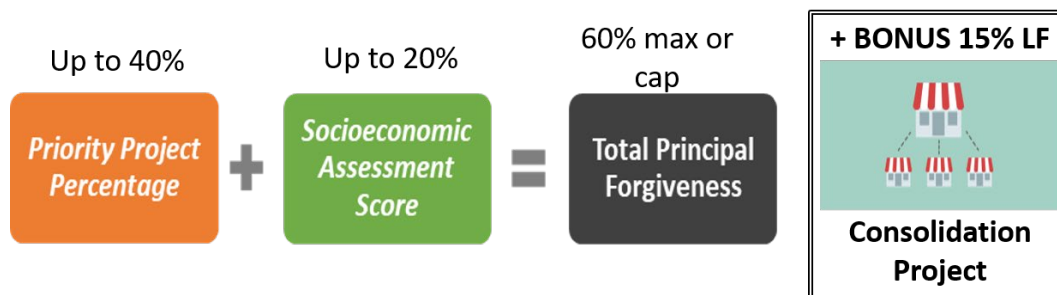 Up to 40%
Priority Project
Percentage
+
Up to 20%
Socioeconomic
Assessment
Score
=
60% max or
cap
Total Principal
Forgiveness
+ BONUS 15% LF
Consolidation
Project